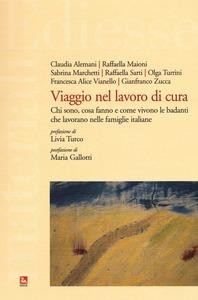 Claudia Alemani | Raffaella Maioni
Sabrina Marchetti | Raffaella Sarti | Olga Turrini
Francesca Alice Vianello | Gianfranco Zucca
Viaggio nel lavoro di cura
Chi sono, cosa fanno e come vivono le badanti
che lavorano nelle famiglie italiane
prefazione di
Livia Turco
postfazione di
Maria Gallotti